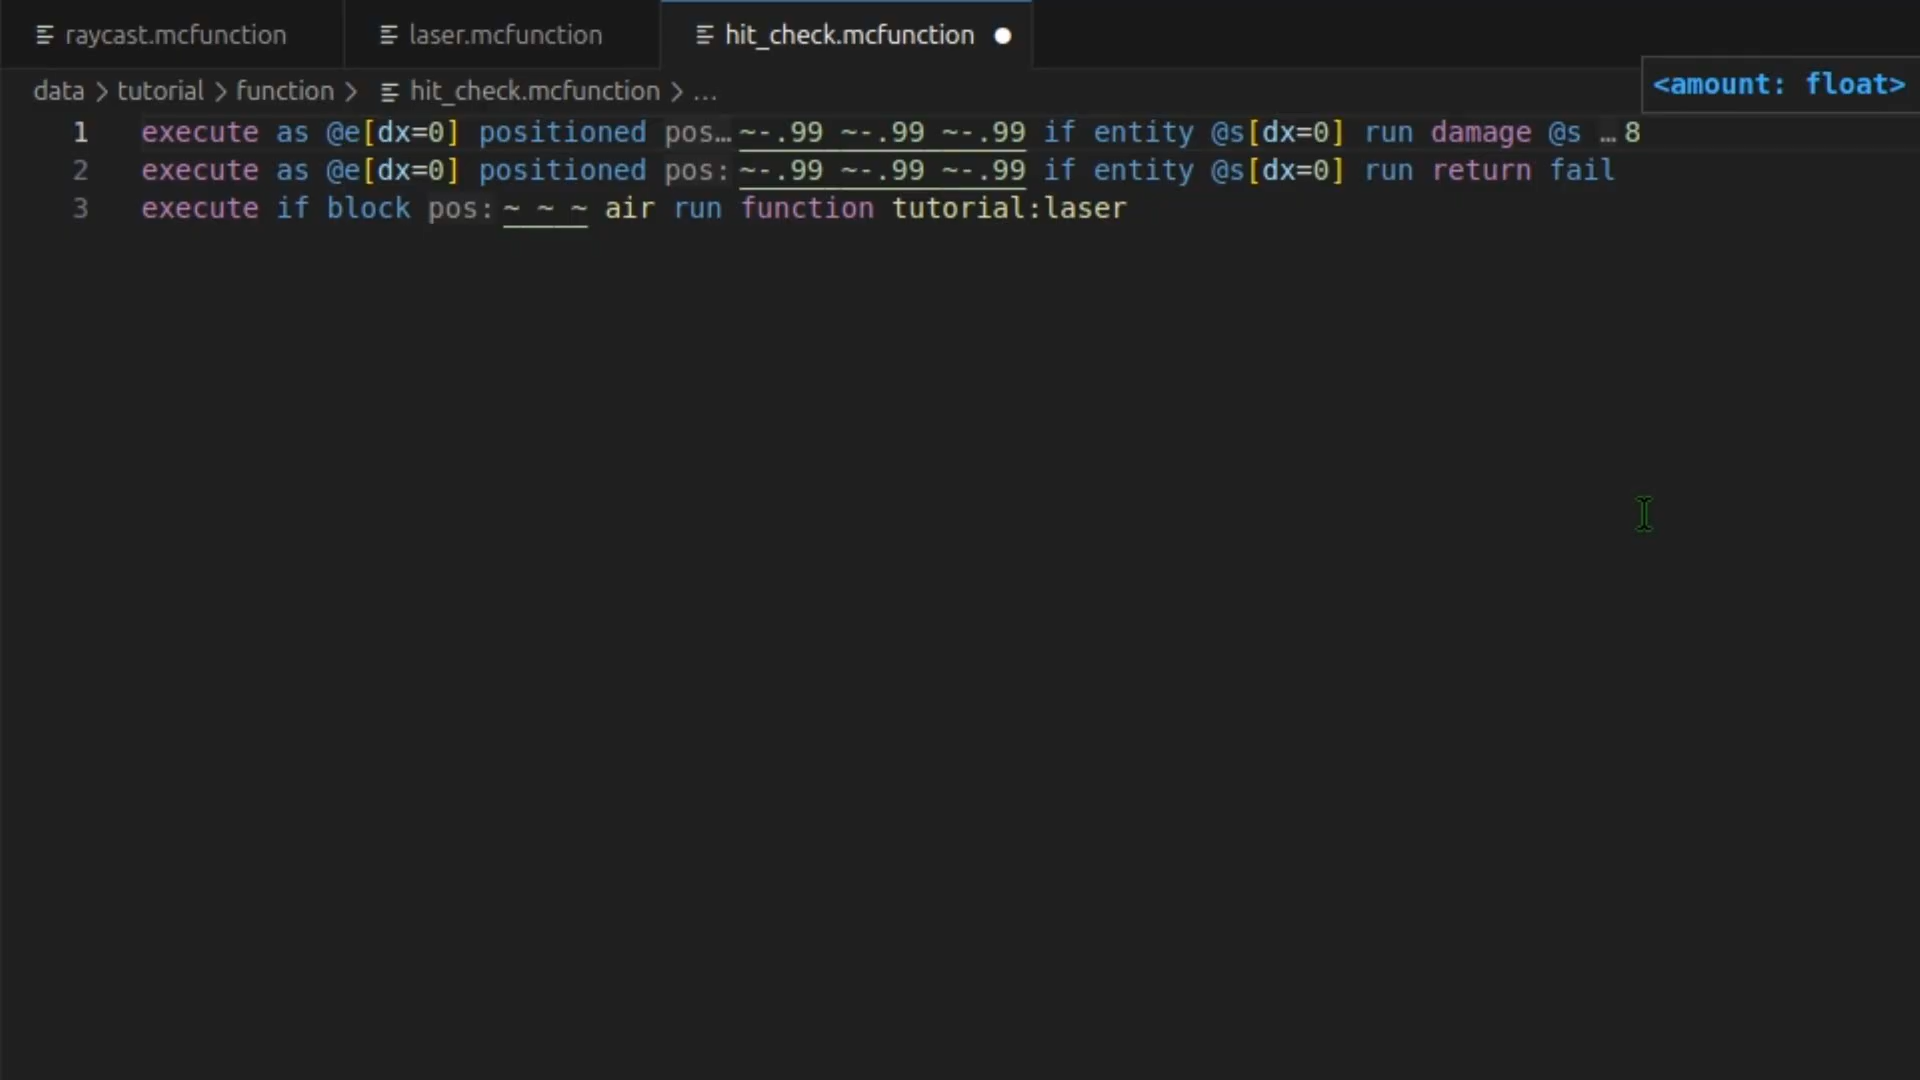 raycast.mcfunction laser.mcfunction hit_check.mcfunction
data > tutorial > function > hit_check.mcfunction > ...
<amount: float>
1 execute as @e[dx=0] positioned pos… ~-.99 ~-.99 ~-.99 if entity @s[dx=0] run damage @s …8
2 execute as @e[dx=0] positioned pos: ~-.99 ~-.99 ~-.99 if entity @s[dx=0] run return fail
3 execute if block pos: ~ ~ ~ air run function tutorial:laser